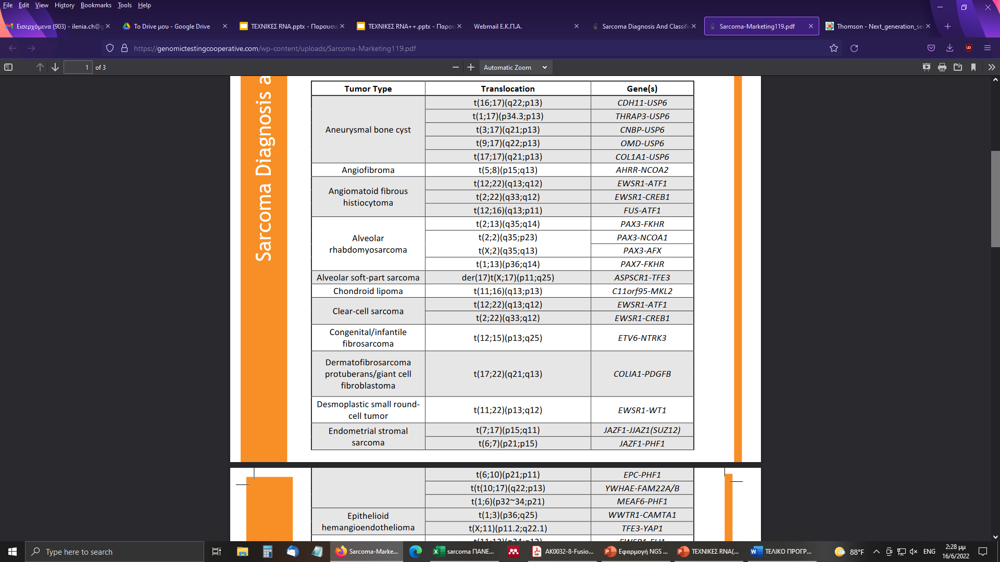 File Edit View History Bookmarks Tools Help
Εισερχόμενα (903) - ilenia.ch@g
Το Drive μου - Google Drive
ΤΕΧΝΙΚΕΣ RNA.pptx - Παρουσιά
ΤΕΧΝΙΚΕΣ RNA++.pptx - Παρου
Webmail Ε.Κ.Π.Α.
Sarcoma Diagnosis And Classifi
Sarcoma-Marketing119.pdf
Thomson - Next_generation_sec
https://genomictestingcooperative.com/wp-content/uploads/Sarcoma-Marketing119.pdf
1 of 3
Automatic Zoom
Sarcoma Diagnosis a
Tumor Type Translocation Gene(s)
Aneurysmal bone cyst
t(16;17)(q22;p13) CDH11-USP6
t(1;17)(p34.3;p13) THRAP3-USP6
t(3;17)(q21;p13) CNBP-USP6
t(9;17)(q22;p13) OMD-USP6
t(17;17)(q21;p13) COL1A1-USP6
Angiofibroma t(5;8)(p15;q13) AHRR-NCOA2
Angiomatoid fibrous
histiocytoma
t(12;22)(q13;q12) EWSR1-ATF1
t(2;22)(q33;q12) EWSR1-CREB1
t(12;16)(q13;p11) FUS-ATF1
Alveolar
rhabdomyosarcoma
t(2;13)(q35;q14) PAX3-FKHR
t(2;2)(q35;p23) PAX3-NCOA1
t(X;2)(q35;q13) PAX3-AFX
t(1;13)(p36;q14) PAX7-FKHR
Alveolar soft-part sarcoma der(17)t(X;17)(p11;q25) ASPSCR1-TFE3
Chondroid lipoma t(11;16)(q13;p13) C11orf95-MKL2
Clear-cell sarcoma
t(12;22)(q13;q12) EWSR1-ATF1
t(2;22)(q33;q12) EWSR1-CREB1
Congenital/infantile
fibrosarcoma
t(12;15)(p13;q25) ETV6-NTRK3
Dermatofibrosarcoma
protuberans/giant cell
fibroblastoma
t(17;22)(q21;q13) COLIA1-PDGFB
Desmoplastic small round-
cell tumor
t(11;22)(p13;q12) EWSR1-WT1
Endometrial stromal
sarcoma
t(7;17)(p15;q11) JAZF1-JJAZ1(SUZ12)
t(6;7)(p21;p15) JAZF1-PHF1
t(6;10)(p21;p11) EPC-PHF1
t(t(10;17)(q22;p13) YWHAE-FAM22A/B
t(1;6)(p32~34;p21) MEAF6-PHF1
Epithelioid
hemangioendothelioma
t(1;3)(p36;q25) WWTR1-CAMTA1
t(X;11)(p11.2;q22.1) TFE3-YAP1
Type here to search
Sarcoma-Marke...
sarcoma ΠΑΝΕ...
AK0032-8-Fusio...
Εφαρμογή NGS ...
ΤΕΧΝΙΚΕΣ RNA(...
ΤΕΛΙΚΟ ΠΡΟΓΡ...
88°F
ENG
2:28 μμ
16/6/2022